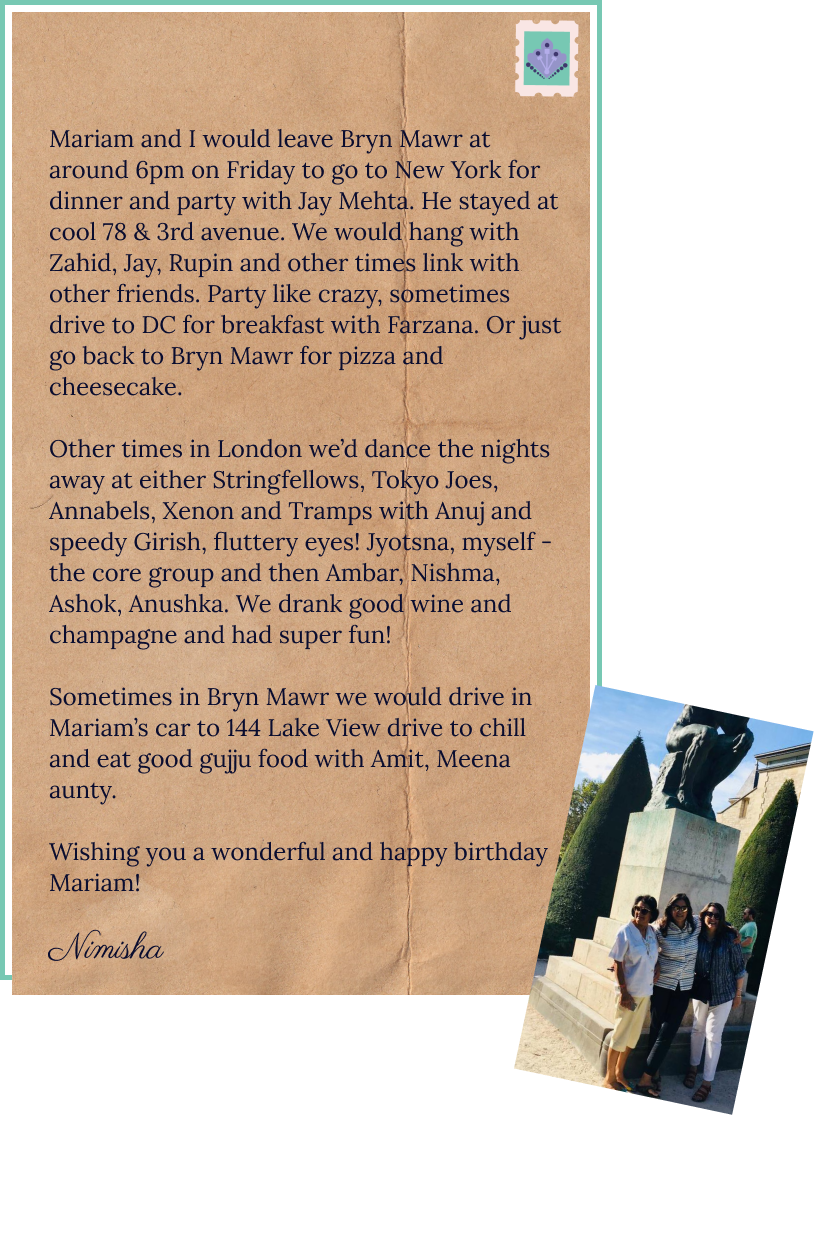 Mariam and I would leave Bryn Mawr at
around 6pm on Friday to go to New York for
dinner and party with Jay Mehta. He stayed at
cool 78 & 3rd avenue. We would hang with
Zahid, Jay, Rupin and other times link with
other friends. Party like crazy, sometimes
drive to DC for breakfast with Farzana. Or just
go back to Bryn Mawr for pizza and
cheesecake.
Other times in London we’d dance the nights
away at either Stringfellows, Tokyo Joes,
Annabels, Xenon and Tramps with Anuj and
speedy Girish, fluttery eyes! Jyotsna, myself -
the core group and then Ambar, Nishma,
Ashok, Anushka. We drank good wine and
champagne and had super fun!
Sometimes in Bryn Mawr we would drive in
Mariam’s car to 144 Lake View drive to chill
and eat good gujju food with Amit, Meena
aunty.
Wishing you a wonderful and happy birthday
Mariam!
Nimisha